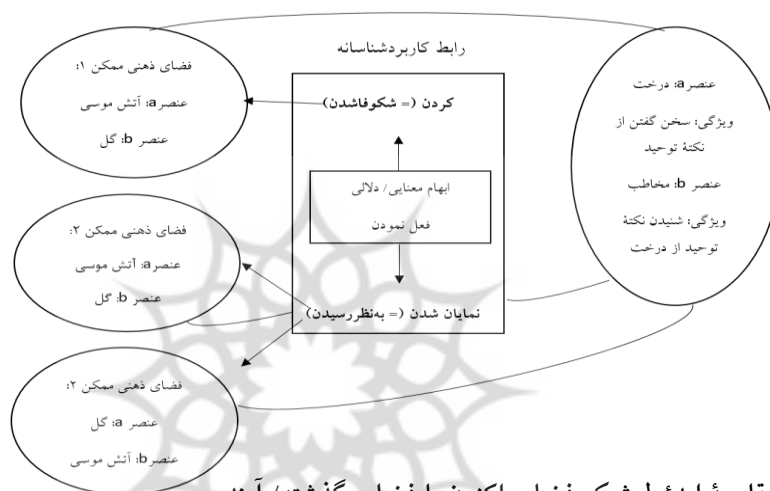 رابط کاربردشناسانه
عنصر a: درخت
ویژگی: سخن گفتن از
نکتۀ توحید
عنصر b: مخاطب
ویژگی: شنیدن نکتۀ
توحید از درخت
کردن (= شکوفاشدن)
ابهام معنایی/ دلالی
فعل نمودن
نمایان شدن (= به‌نظررسیدن)
فضای ذهنی ممکن ۱:
عنصر a: آتش موسی
عنصر b: گل
فضای ذهنی ممکن ۲:
عنصر a: آتش موسی
عنصر b: گل
فضای ذهنی ممکن ۲:
عنصر a: گل
عنصر b: آتش موسی